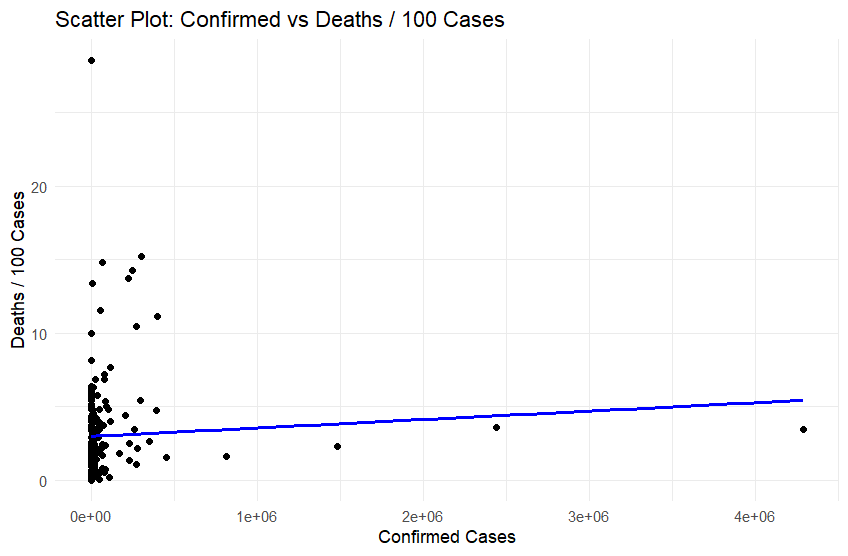 Scatter Plot: Confirmed vs Deaths / 100 Cases
Deaths / 100 Cases
20
10
0
0e+00 1e+06 2e+06 3e+06 4e+06
Confirmed Cases